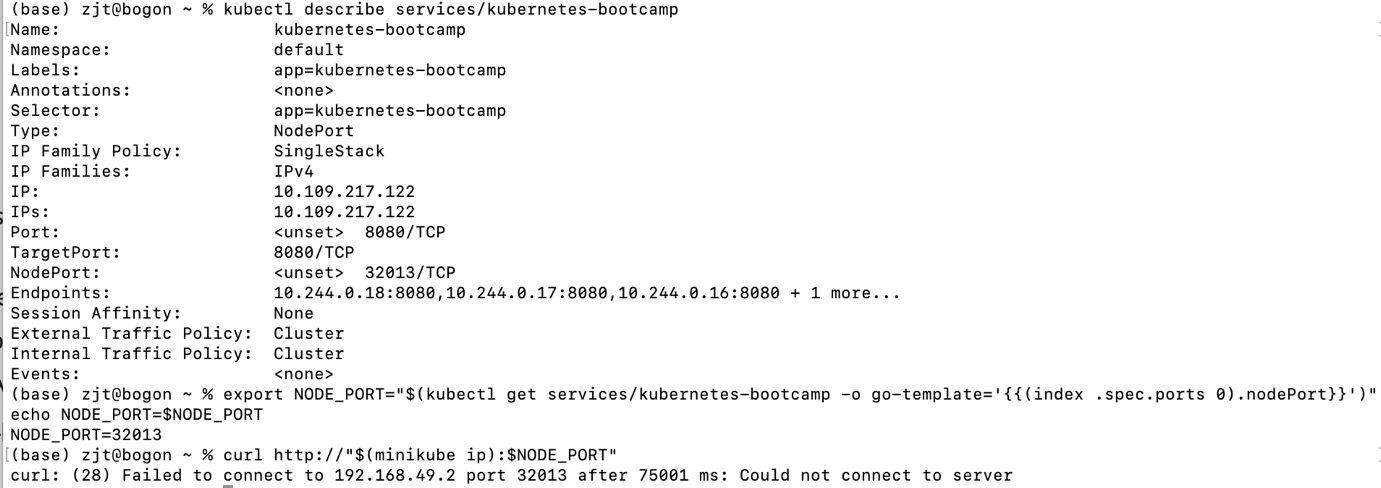 (base) zjt@bogon ~ % kubectl describe services/kubernetes-bootcamp
[Name:                     kubernetes-bootcamp
Namespace:                default
Labels:                   app=kubernetes-bootcamp
Annotations:              <none>
Selector:                 app=kubernetes-bootcamp
Type:                     NodePort
IP Family Policy:         SingleStack
IP Families:              IPv4
IP:                       10.109.217.122
IPs:                      10.109.217.122
Port:                     <unset>  8080/TCP
TargetPort:               8080/TCP
NodePort:                 <unset>  32013/TCP
Endpoints:                10.244.0.18:8080,10.244.0.17:8080,10.244.0.16:8080 + 1 more...
Session Affinity:         None
External Traffic Policy:  Cluster
Internal Traffic Policy:  Cluster
Events:                   <none>
(base) zjt@bogon ~ % export NODE_PORT="$(kubectl get services/kubernetes-bootcamp -o go-template='{{(index .spec.ports 0).nodePort}}')"
echo NODE_PORT=$NODE_PORT
NODE_PORT=32013
[(base) zjt@bogon ~ % curl http://"$(minikube ip):$NODE_PORT"
curl: (28) Failed to connect to 192.168.49.2 port 32013 after 75001 ms: Could not connect to server